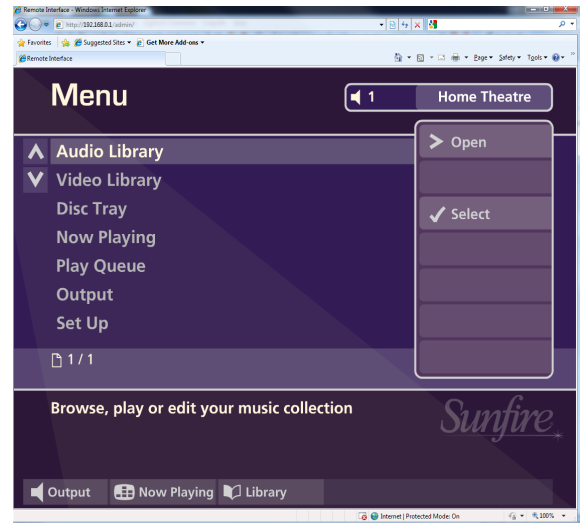 Remote Interface - Windows Internet Explorer
http://192.168.0.1/admin/
Favorites Suggested Sites Get More Add-ons
Remote Interface Page Safety Tools
Menu 1 Home Theatre
Audio Library Open
Video Library
Disc Tray Select
Now Playing
Play Queue
Output
Set Up
1 / 1
Browse, play or edit your music collection
Sunfire
Output Now Playing Library
Internet | Protected Mode: On 100%